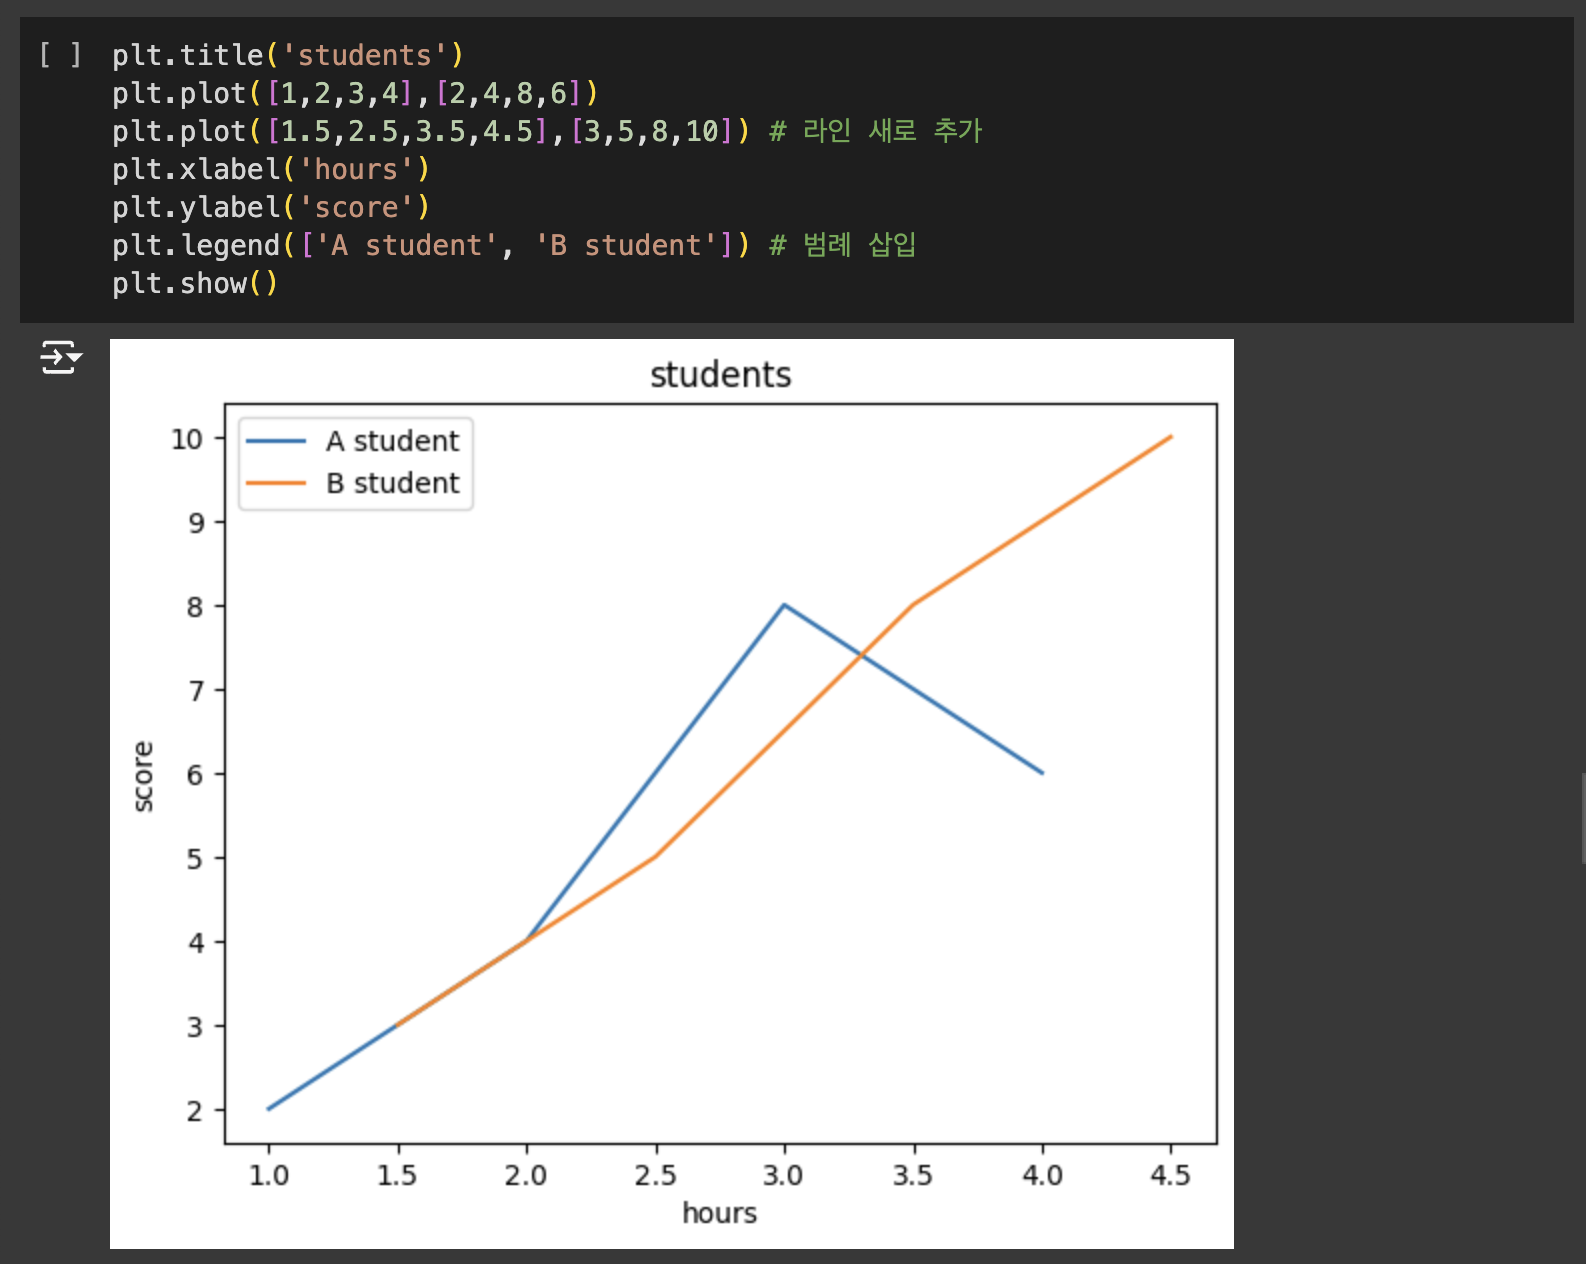 [ ] plt.title('students')
plt.plot([1,2,3,4],[2,4,8,6])
plt.plot([1.5,2.5,3.5,4.5],[3,5,8,10]) # 라인 새로 추가
plt.xlabel('hours')
plt.ylabel('score')
plt.legend(['A student', 'B student']) # 범례 삽입
plt.show()
students
A student
B student
10
9
8
7
6
5
4
3
2
score
1.0 1.5 2.0 2.5 3.0 3.5 4.0 4.5
hours